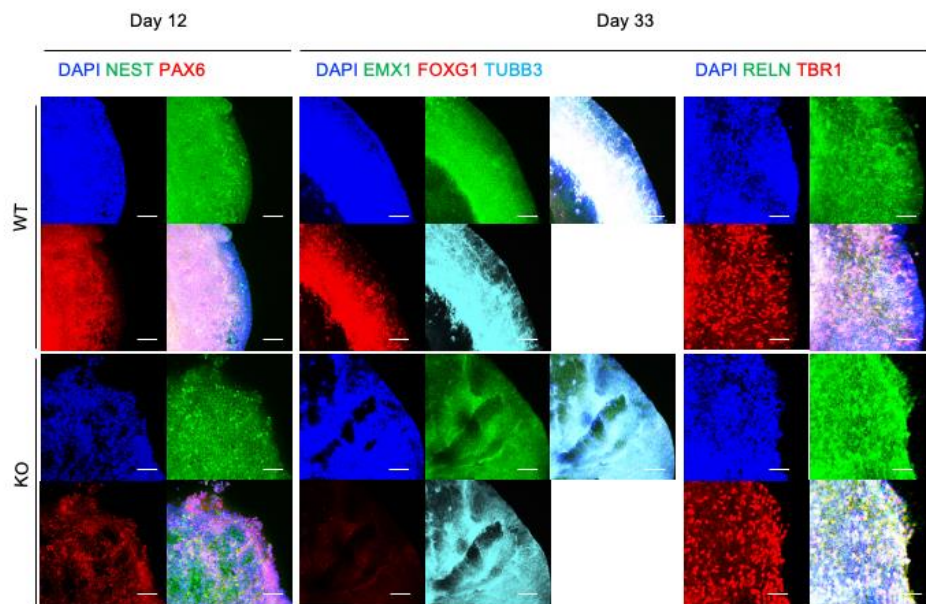 Day 12
Day 33
DAPI NEST PAX6
DAPI EMX1 FOXG1 TUBB3
DAPI RELN TBR1
WT
KO